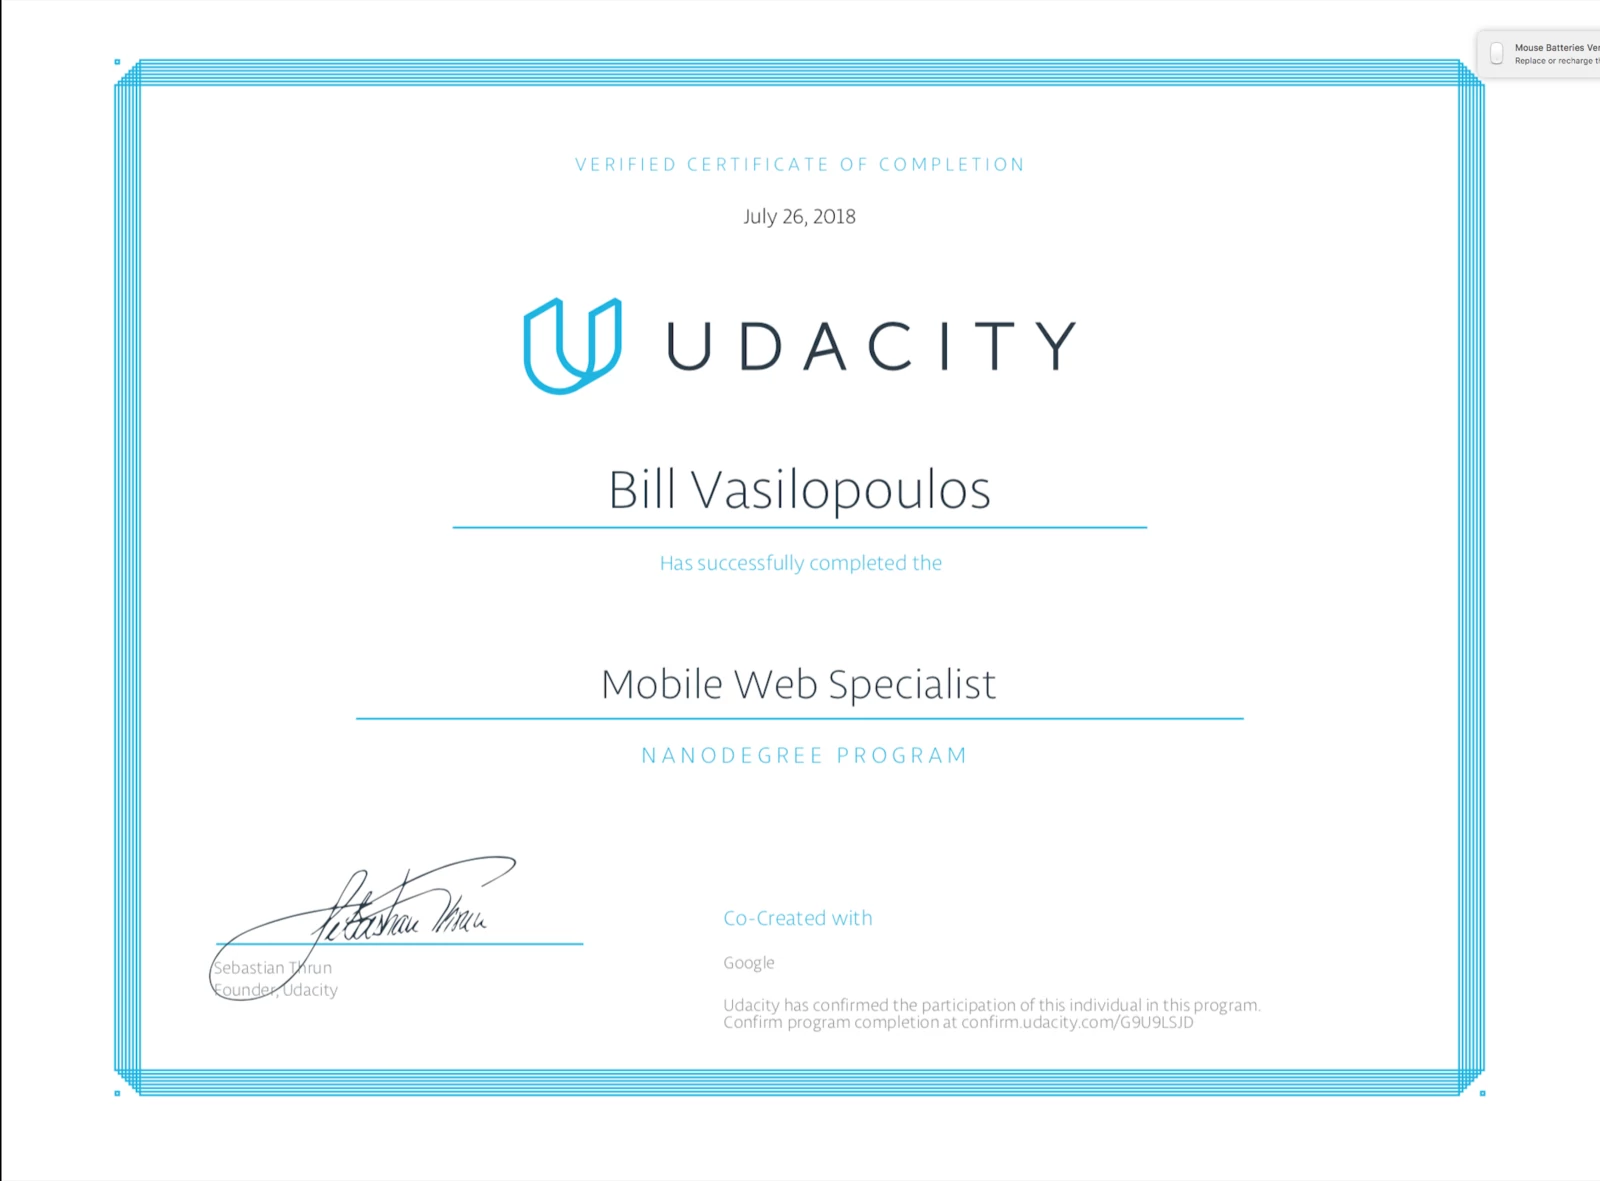 Mouse Batteries Ver
Replace or recharge th
VERIFIED CERTIFICATE OF COMPLETION
July 26, 2018
UDACITY
Bill Vasilopoulos
Has successfully completed the
Mobile Web Specialist
NANODEGREE PROGRAM
Sebastian Thrun
Sebastian Thrun
Founder, Udacity
Co-Created with
Google
Udacity has confirmed the participation of this individual in this program.
Confirm program completion at confirm.udacity.com/G9U9LSJD